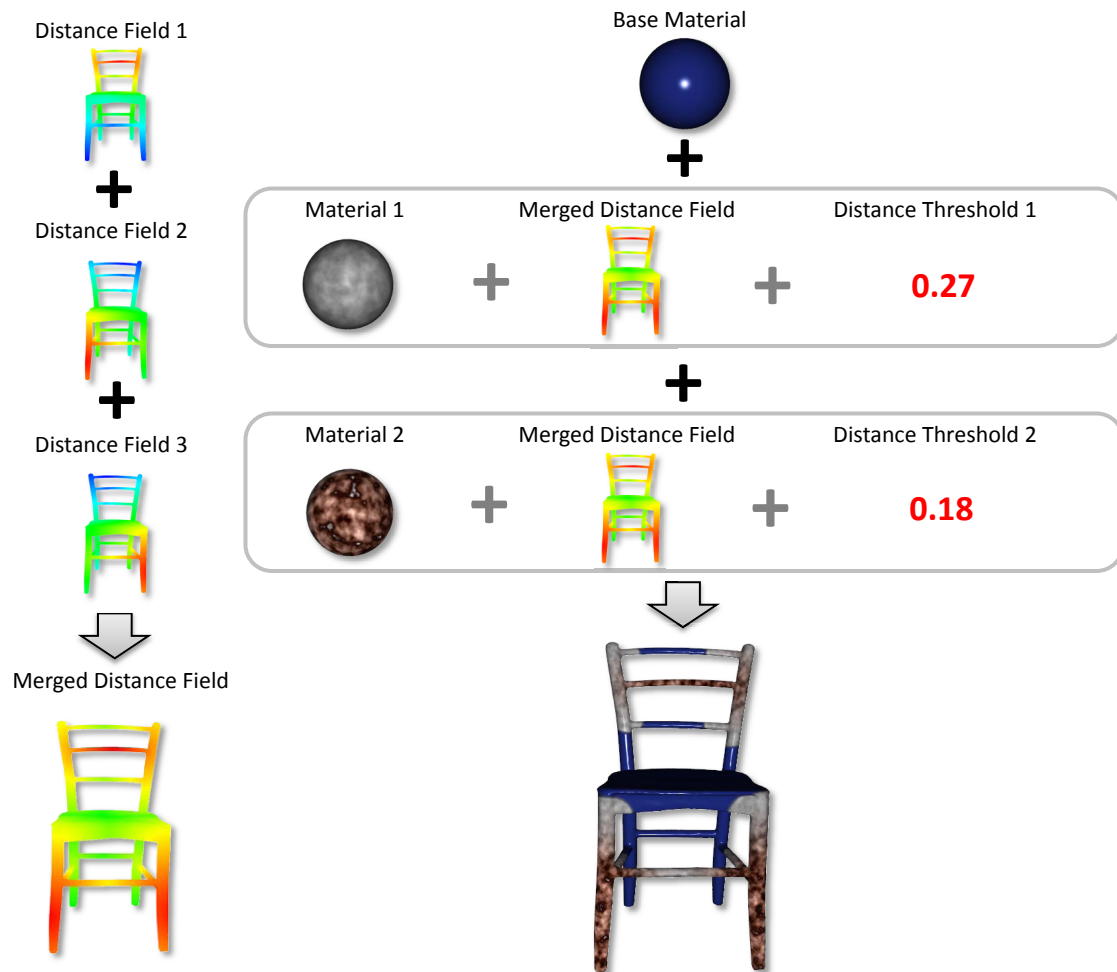 Distance Field 1
Distance Field 2
Distance Field 3
Merged Distance Field
Base Material
Material 1
Merged Distance Field
Distance Threshold 1
0.27
Material 2
Merged Distance Field
Distance Threshold 2
0.18